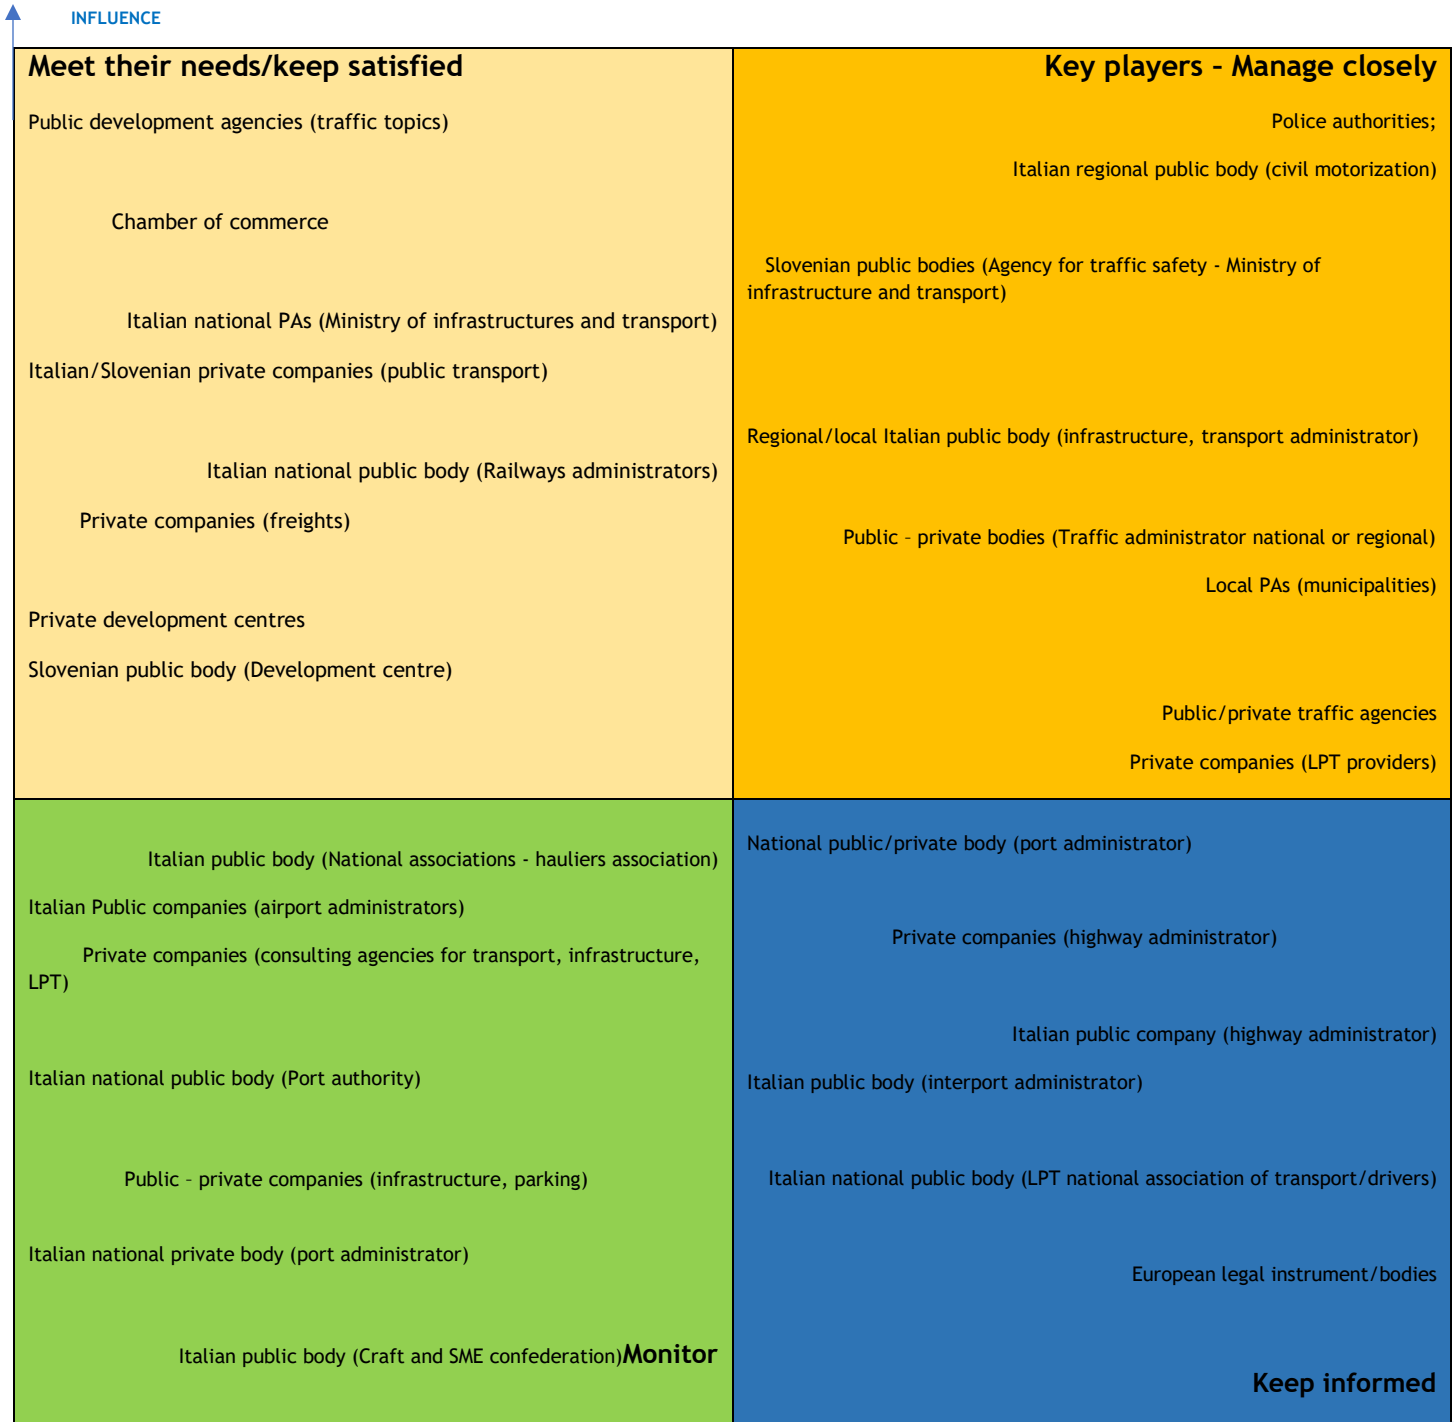 INFLUENCE
Meet their needs/keep satisfied
Public development agencies (traffic topics)
Chamber of commerce
Italian national PAs (Ministry of infrastructures and transport)
Italian/Slovenian private companies (public transport)
Italian national public body (Railways administrators)
Private companies (freights)
Private development centres
Slovenian public body (Development centre)
Key players – Manage closely
Police authorities;
Italian regional public body (civil motorization)
Slovenian public bodies (Agency for traffic safety - Ministry of
infrastructure and transport)
Regional/local Italian public body (infrastructure, transport administrator)
Public – private bodies (Traffic administrator national or regional)
Local PAs (municipalities)
Public/private traffic agencies
Private companies (LPT providers)
Italian public body (National associations - hauliers association)
Italian Public companies (airport administrators)
Private companies (consulting agencies for transport, infrastructure,
LPT)
Italian national public body (Port authority)
Public – private companies (infrastructure, parking)
Italian national private body (port administrator)
Italian public body (Craft and SME confederation)Monitor
National public/private body (port administrator)
Private companies (highway administrator)
Italian public company (highway administrator)
Italian public body (interport administrator)
Italian national public body (LPT national association of transport/drivers)
European legal instrument/bodies
Keep informed